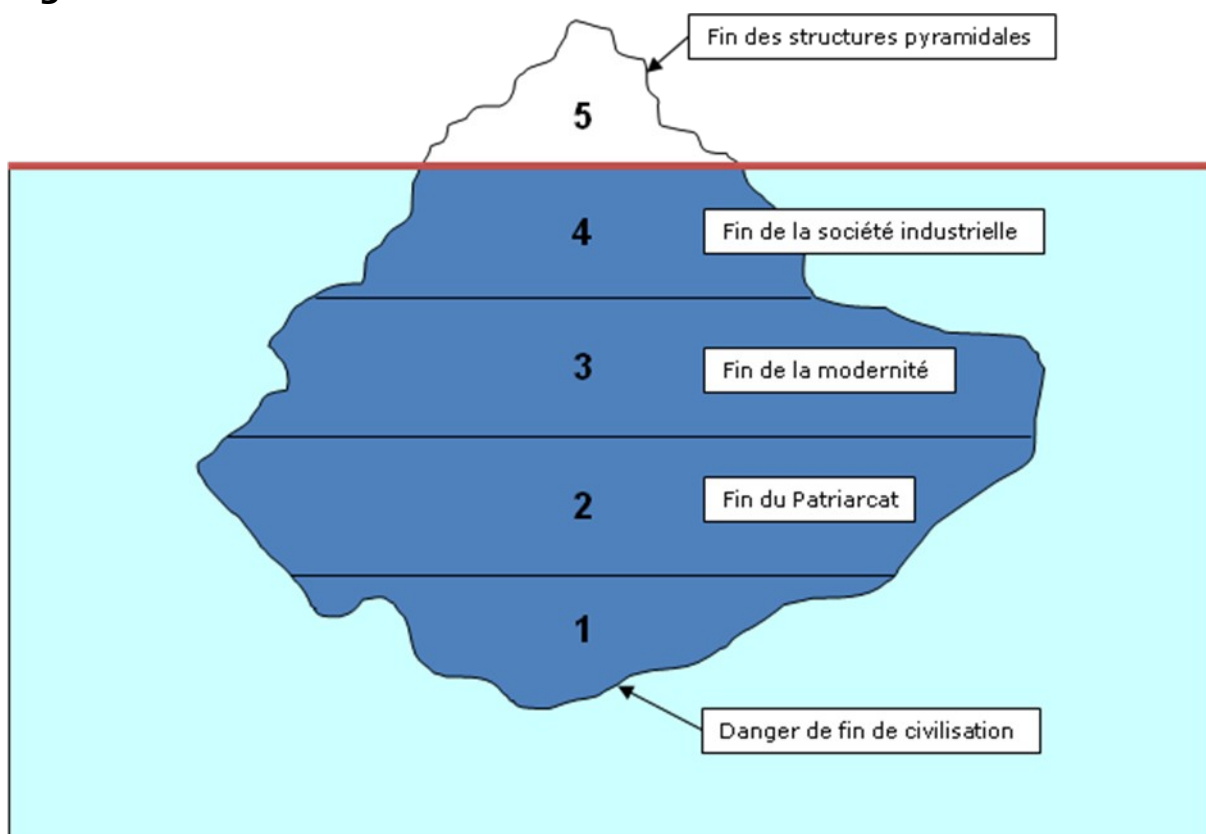 Fin des structures pyramidales
5
4
Fin de la société industrielle
3
Fin de la modernité
2
Fin du Patriarcat
1
Danger de fin de civilisation